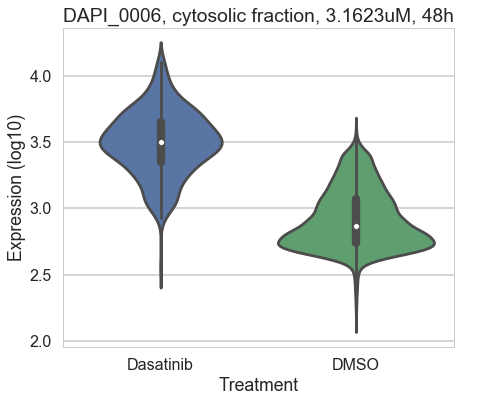 DAPI_0006, cytosolic fraction, 3.1623uM, 48h
4.0
3.5
3.0
2.5
2.0
Expression (log10)
Dasatinib DMSO
Treatment